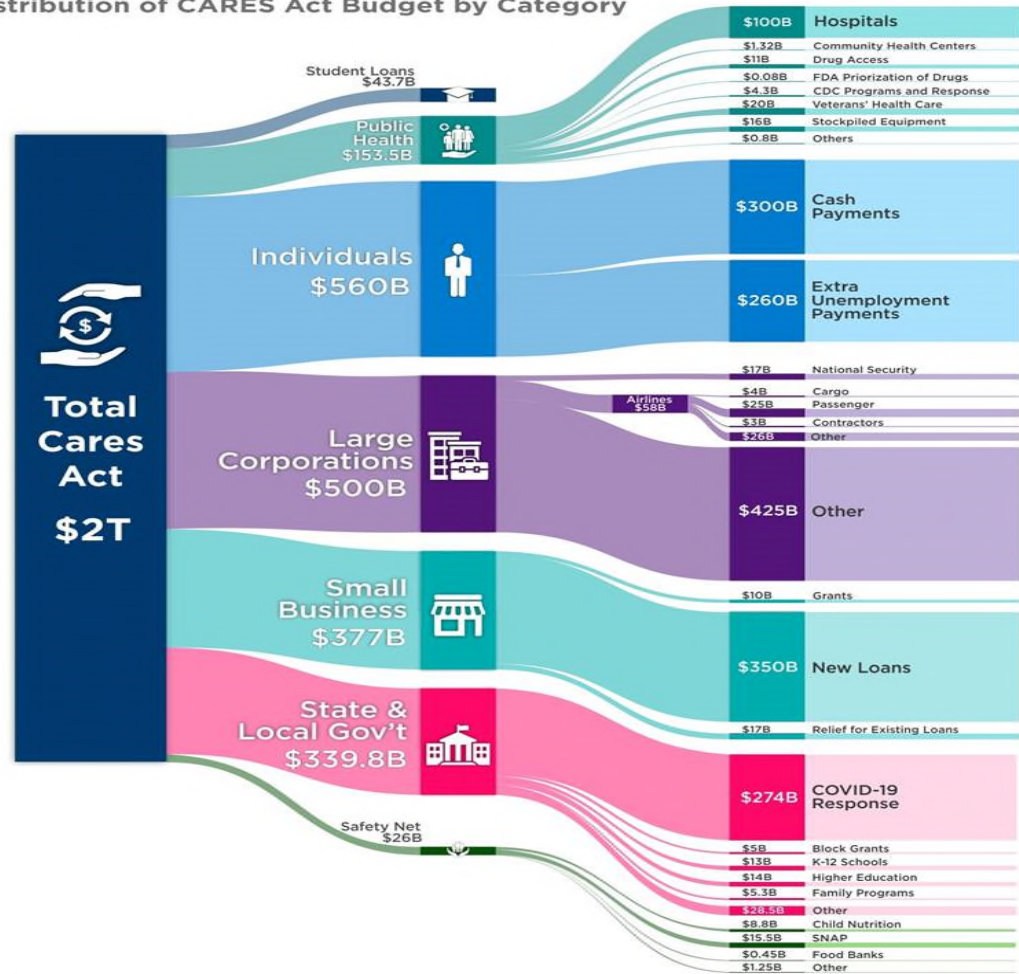 stribution of CARES Act Budget by Category
Student Loans
$43.7B
Public
Health
$153.5B
Individuals
$560B
Large
Corporations
$500B
Small
Business
$377B
State &
Local Gov't
$339.8B
Safety Net
$26B
$
Total
Cares
Act
$2T
Airlines
$58B
$100B Hospitals
$1.32B Community Health Centers
$11B Drug Access
$0.08B FDA Priorization of Drugs
$4.3B CDC Programs and Response
$20B Veterans' Health Care
$16B Stockpiled Equipment
$0.8B Others
$300B Cash
Payments
$260B Extra
Unemployment
Payments
$17B National Security
$4B Cargo
$25B Passenger
$3B Contractors
$26B Other
$425B Other
$10B Grants
$350B New Loans
$17B Relief for Existing Loans
$274B COVID-19
Response
$5B Block Grants
$13B K-12 Schools
$14B Higher Education
$5.3B Family Programs
$28.5B Other
$8.8B Child Nutrition
$15.5B SNAP
$0.45B Food Banks
$1.25B Other